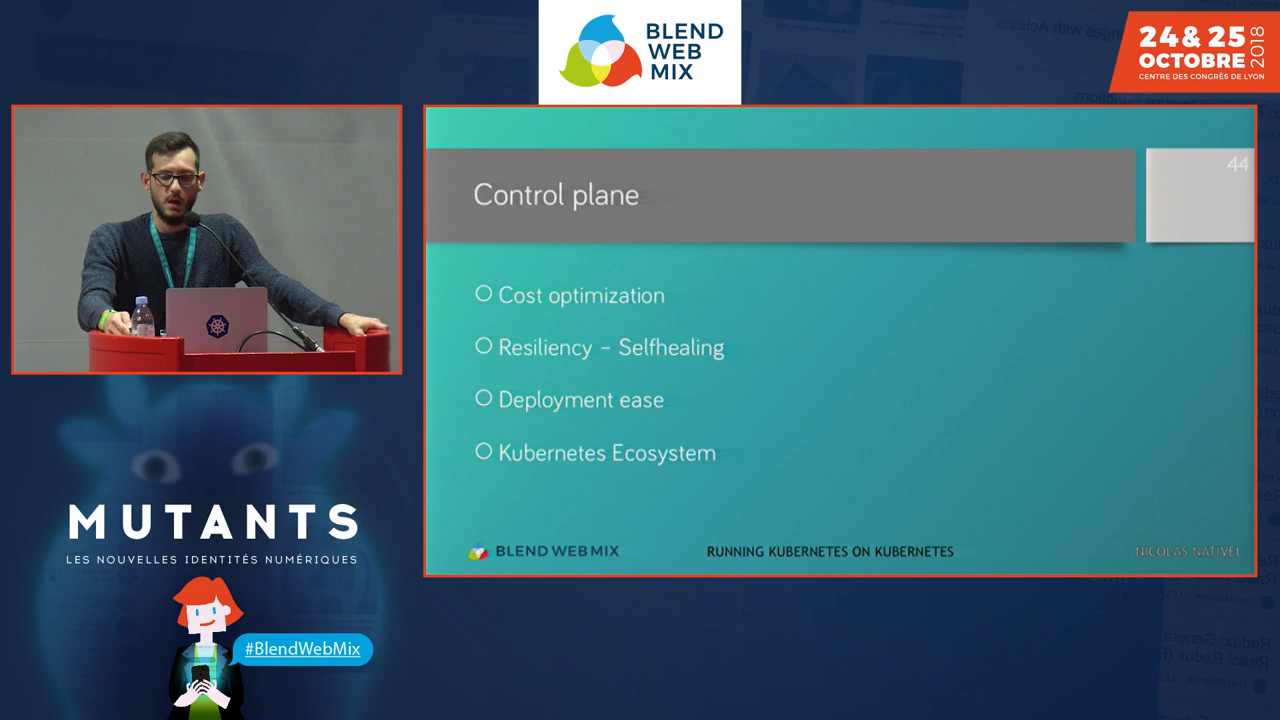 BLEND
WEB
MIX
24 & 25
OCTOBRE
2018
CENTRE DES CONGRÈS DE LYON
44
Control plane
Cost optimization
Resiliency – Selfhealing
Deployment ease
Kubernetes Ecosystem
BLEND WEB MIX
RUNNING KUBERNETES ON KUBERNETES
NICOLAS NATIVEL
MUTANTS
LES NOUVELLES IDENTITÉS NUMÉRIQUES
#BlendWebMix